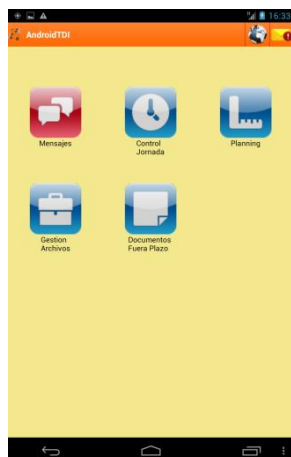 16:33
AndroidTDI
Mensajes
Control
Jornada
Planning
Gestion
Archivos
Documentos
Fuera Plazo